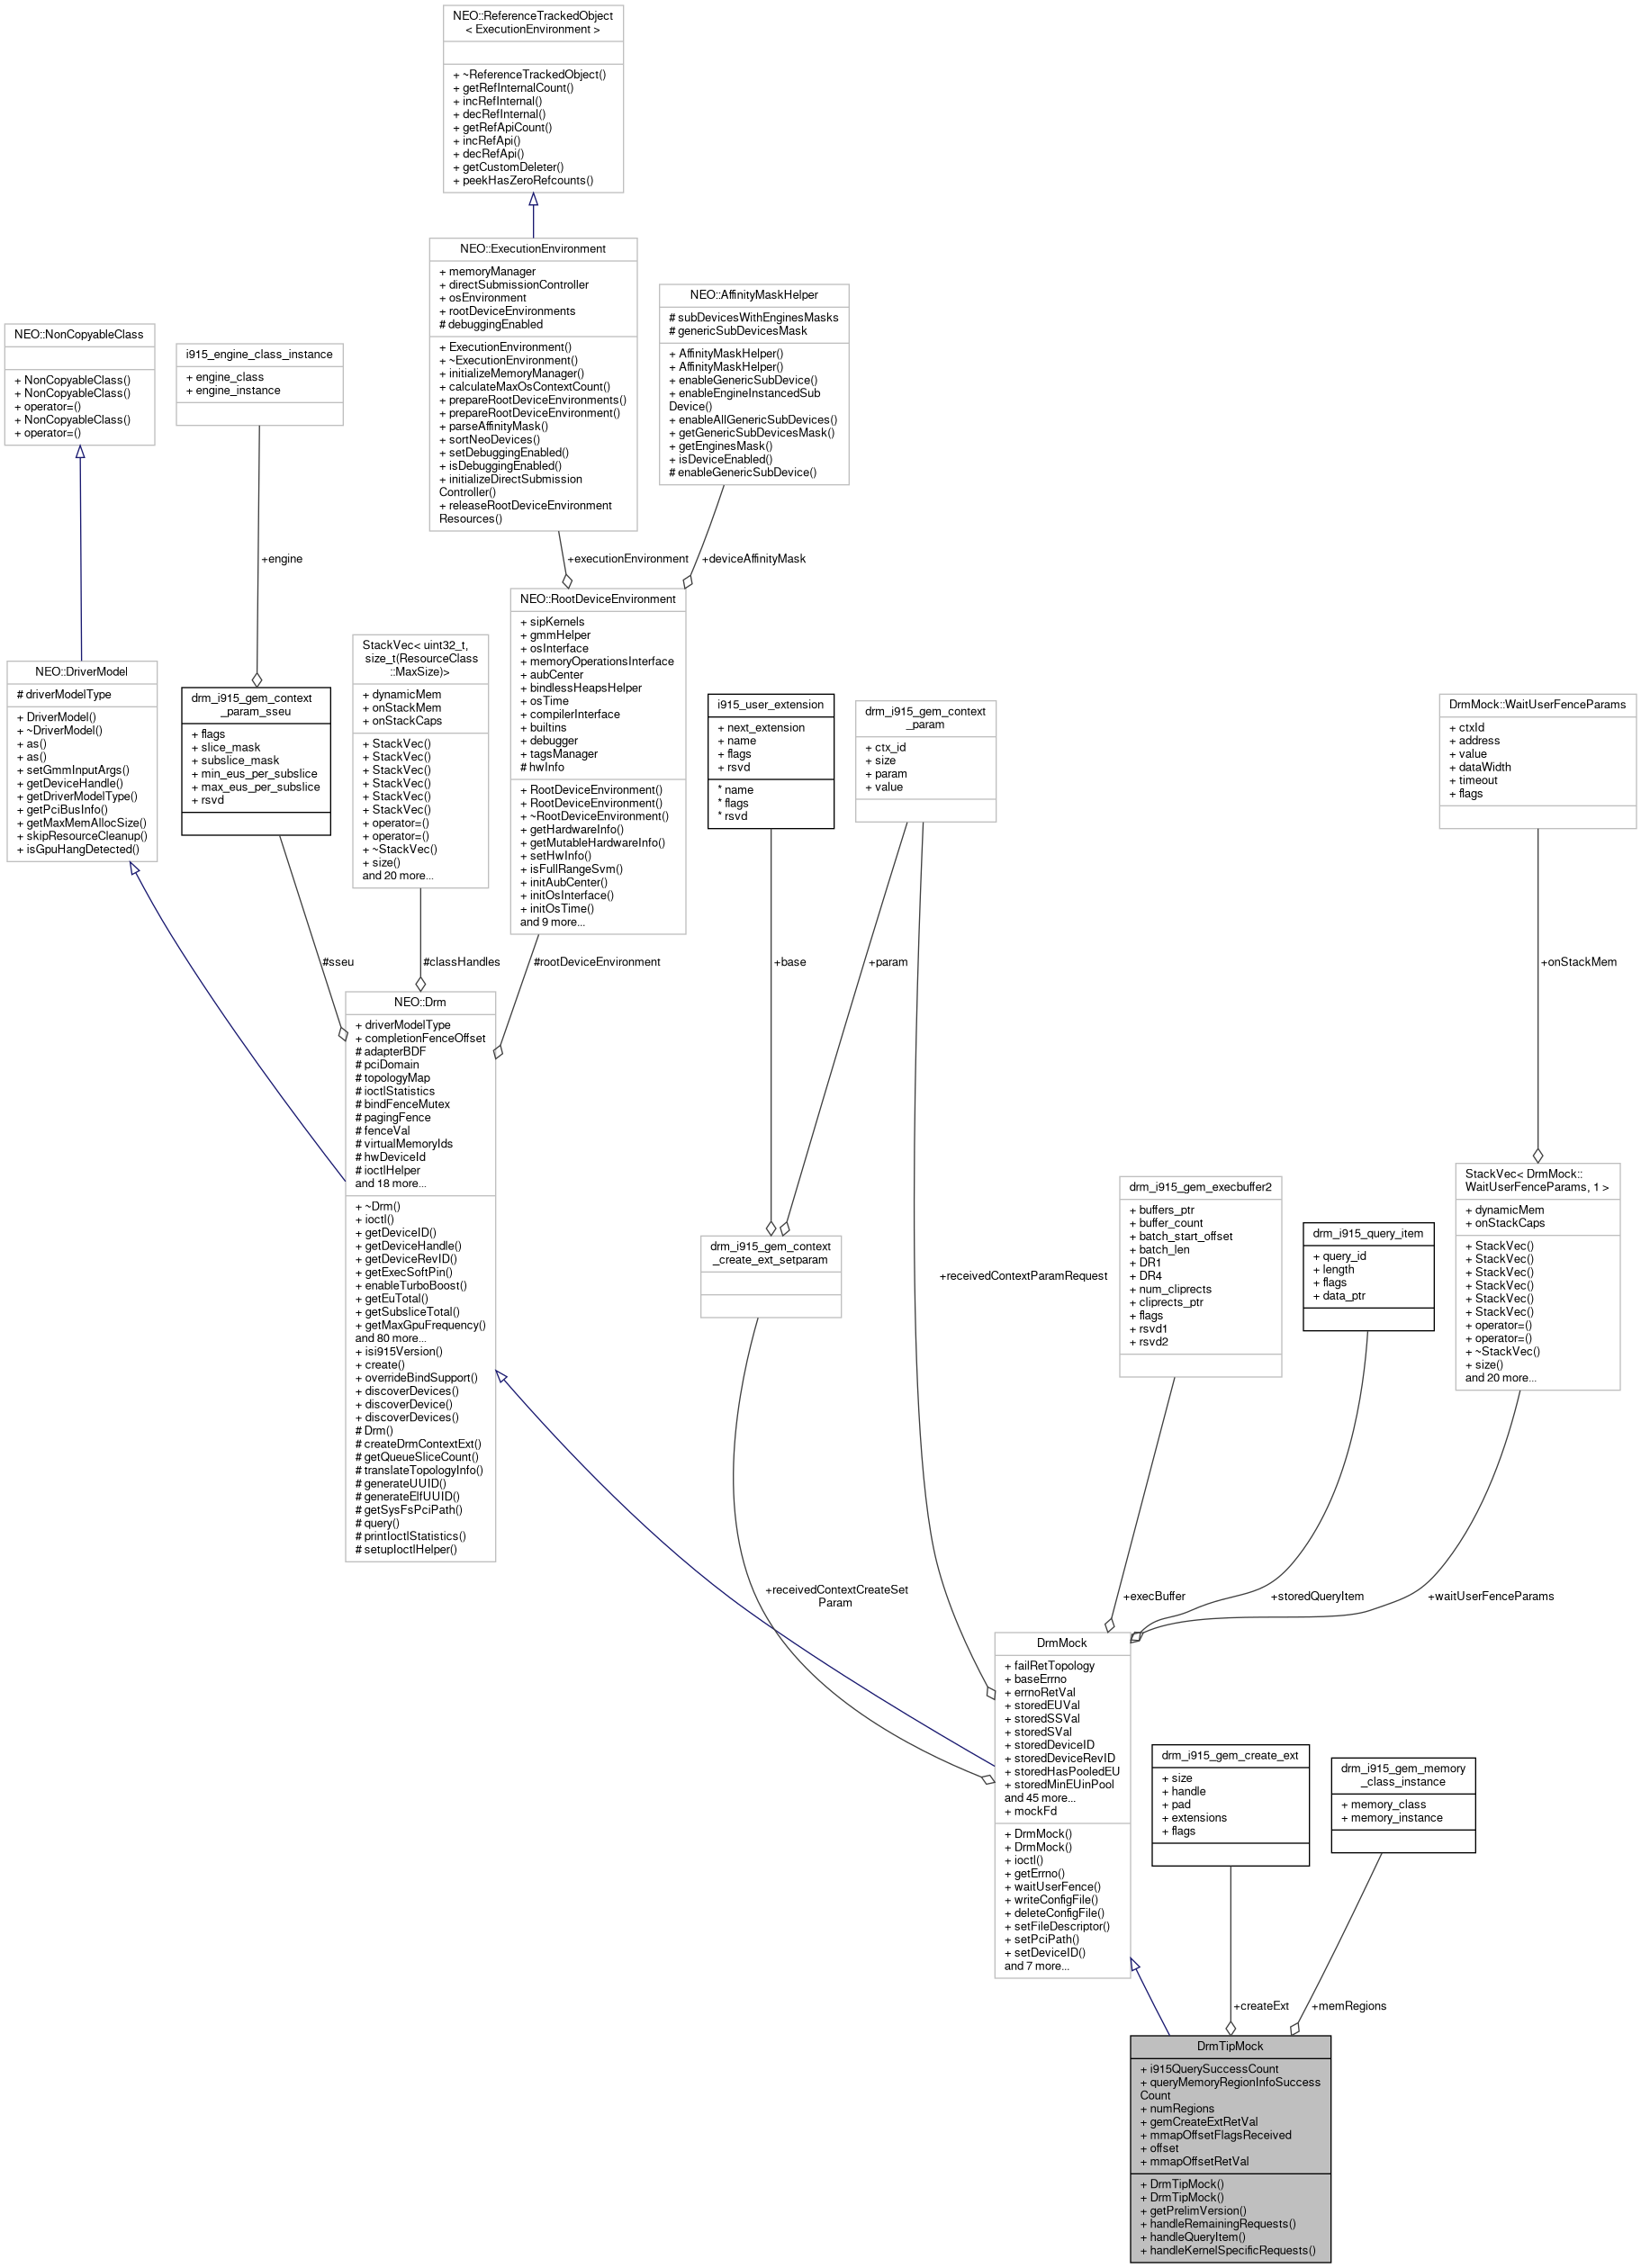 NEO::ReferenceTrackedObject
< ExecutionEnvironment >
+ ~ReferenceTrackedObject()
+ getRefInternalCount()
+ incRefInternal()
+ decRefInternal()
+ getRefApiCount()
+ incRefApi()
+ decRefApi()
+ getCustomDeleter()
+ peekHasZeroRefcounts()
NEO::ExecutionEnvironment
+ memoryManager
+ directSubmissionController
+ osEnvironment
+ rootDeviceEnvironments
# debuggingEnabled
+ ExecutionEnvironment()
+ ~ExecutionEnvironment()
+ initializeMemoryManager()
+ calculateMaxOsContextCount()
+ prepareRootDeviceEnvironments()
+ prepareRootDeviceEnvironment()
+ parseAffinityMask()
+ sortNeoDevices()
+ setDebuggingEnabled()
+ isDebuggingEnabled()
+ initializeDirectSubmission
Controller()
+ releaseRootDeviceEnvironment
Resources()
NEO::AffinityMaskHelper
# subDevicesWithEnginesMasks
# genericSubDevicesMask
+ AffinityMaskHelper()
+ AffinityMaskHelper()
+ enableGenericSubDevice()
+ enableEngineInstancedSub
Device()
+ enableAllGenericSubDevices()
+ getGenericSubDevicesMask()
+ getEnginesMask()
+ isDeviceEnabled()
# enableGenericSubDevice()
NEO::NonCopyableClass
+ NonCopyableClass()
+ NonCopyableClass()
+ operator=()
+ NonCopyableClass()
+ operator=()
i915_engine_class_instance
+ engine_class
+ engine_instance
+engine
+executionEnvironment
+deviceAffinityMask
NEO::DriverModel
# driverModelType
+ DriverModel()
+ ~DriverModel()
+ as()
+ as()
+ setGmmInputArgs()
+ getDeviceHandle()
+ getDriverModelType()
+ getPciBusInfo()
+ getMaxMemAllocSize()
+ skipResourceCleanup()
+ isGpuHangDetected()
drm_i915_gem_context
_param_sseu
+ flags
+ slice_mask
+ subslice_mask
+ min_eus_per_subslice
+ max_eus_per_subslice
+ rsvd
StackVec< uint32_t,
size_t(ResourceClass
::MaxSize)>
+ dynamicMem
+ onStackMem
+ onStackCaps
+ StackVec()
+ StackVec()
+ StackVec()
+ StackVec()
+ StackVec()
+ StackVec()
+ operator=()
+ operator=()
+ ~StackVec()
+ size()
and 20 more...
NEO::RootDeviceEnvironment
+ sipKernels
+ gmmHelper
+ osInterface
+ memoryOperationsInterface
+ aubCenter
+ bindlessHeapsHelper
+ osTime
+ compilerInterface
+ builtins
+ debugger
+ tagsManager
# hwInfo
+ RootDeviceEnvironment()
+ RootDeviceEnvironment()
+ ~RootDeviceEnvironment()
+ getHardwareInfo()
+ getMutableHardwareInfo()
+ setHwInfo()
+ isFullRangeSvm()
+ initAubCenter()
+ initOsInterface()
+ initOsTime()
and 9 more...
i915_user_extension
+ next_extension
+ name
+ flags
+ rsvd
* name
* flags
* rsvd
drm_i915_gem_context
_param
+ ctx_id
+ size
+ param
+ value
DrmMock::WaitUserFenceParams
+ ctxId
+ address
+ value
+ dataWidth
+ timeout
+ flags
#sseu
#classHandles
#rootDeviceEnvironment
+base
+param
+onStackMem
NEO::Drm
+ driverModelType
+ completionFenceOffset
# adapterBDF
# pciDomain
# topologyMap
# ioctlStatistics
# bindFenceMutex
# pagingFence
# fenceVal
# virtualMemoryIds
# hwDeviceId
# ioctlHelper
and 18 more...
+ ~Drm()
+ ioctl()
+ getDeviceID()
+ getDeviceHandle()
+ getDeviceRevID()
+ getExecSoftPin()
+ enableTurboBoost()
+ getEuTotal()
+ getSubsliceTotal()
+ getMaxGpuFrequency()
and 80 more...
+ isi915Version()
+ create()
+ overrideBindSupport()
+ discoverDevices()
+ discoverDevice()
+ discoverDevices()
# Drm()
# createDrmContextExt()
# getQueueSliceCount()
# translateTopologyInfo()
# generateUUID()
# generateElfUUID()
# getSysFsPciPath()
# query()
# printIoctlStatistics()
# setupIoctlHelper()
drm_i915_gem_context
_create_ext_setparam
+receivedContextParamRequest
drm_i915_gem_execbuffer2
+ buffers_ptr
+ buffer_count
+ batch_start_offset
+ batch_len
+ DR1
+ DR4
+ num_cliprects
+ cliprects_ptr
+ flags
+ rsvd1
+ rsvd2
drm_i915_query_item
+ query_id
+ length
+ flags
+ data_ptr
StackVec< DrmMock::
WaitUserFenceParams, 1 >
+ dynamicMem
+ onStackCaps
+ StackVec()
+ StackVec()
+ StackVec()
+ StackVec()
+ StackVec()
+ StackVec()
+ operator=()
+ operator=()
+ ~StackVec()
+ size()
and 20 more...
+receivedContextCreateSet
Param
+execBuffer
+storedQueryItem
+waitUserFenceParams
DrmMock
+ failRetTopology
+ baseErrno
+ errnoRetVal
+ storedEUVal
+ storedSSVal
+ storedSVal
+ storedDeviceID
+ storedDeviceRevID
+ storedHasPooledEU
+ storedMinEUinPool
and 45 more...
+ mockFd
+ DrmMock()
+ DrmMock()
+ ioctl()
+ getErrno()
+ waitUserFence()
+ writeConfigFile()
+ deleteConfigFile()
+ setFileDescriptor()
+ setPciPath()
+ setDeviceID()
and 7 more...
drm_i915_gem_create_ext
+ size
+ handle
+ pad
+ extensions
+ flags
drm_i915_gem_memory
_class_instance
+ memory_class
+ memory_instance
+createExt
+memRegions
DrmTipMock
+ i915QuerySuccessCount
+ queryMemoryRegionInfoSuccess
Count
+ numRegions
+ gemCreateExtRetVal
+ mmapOffsetFlagsReceived
+ offset
+ mmapOffsetRetVal
+ DrmTipMock()
+ DrmTipMock()
+ getPrelimVersion()
+ handleRemainingRequests()
+ handleQueryItem()
+ handleKernelSpecificRequests()